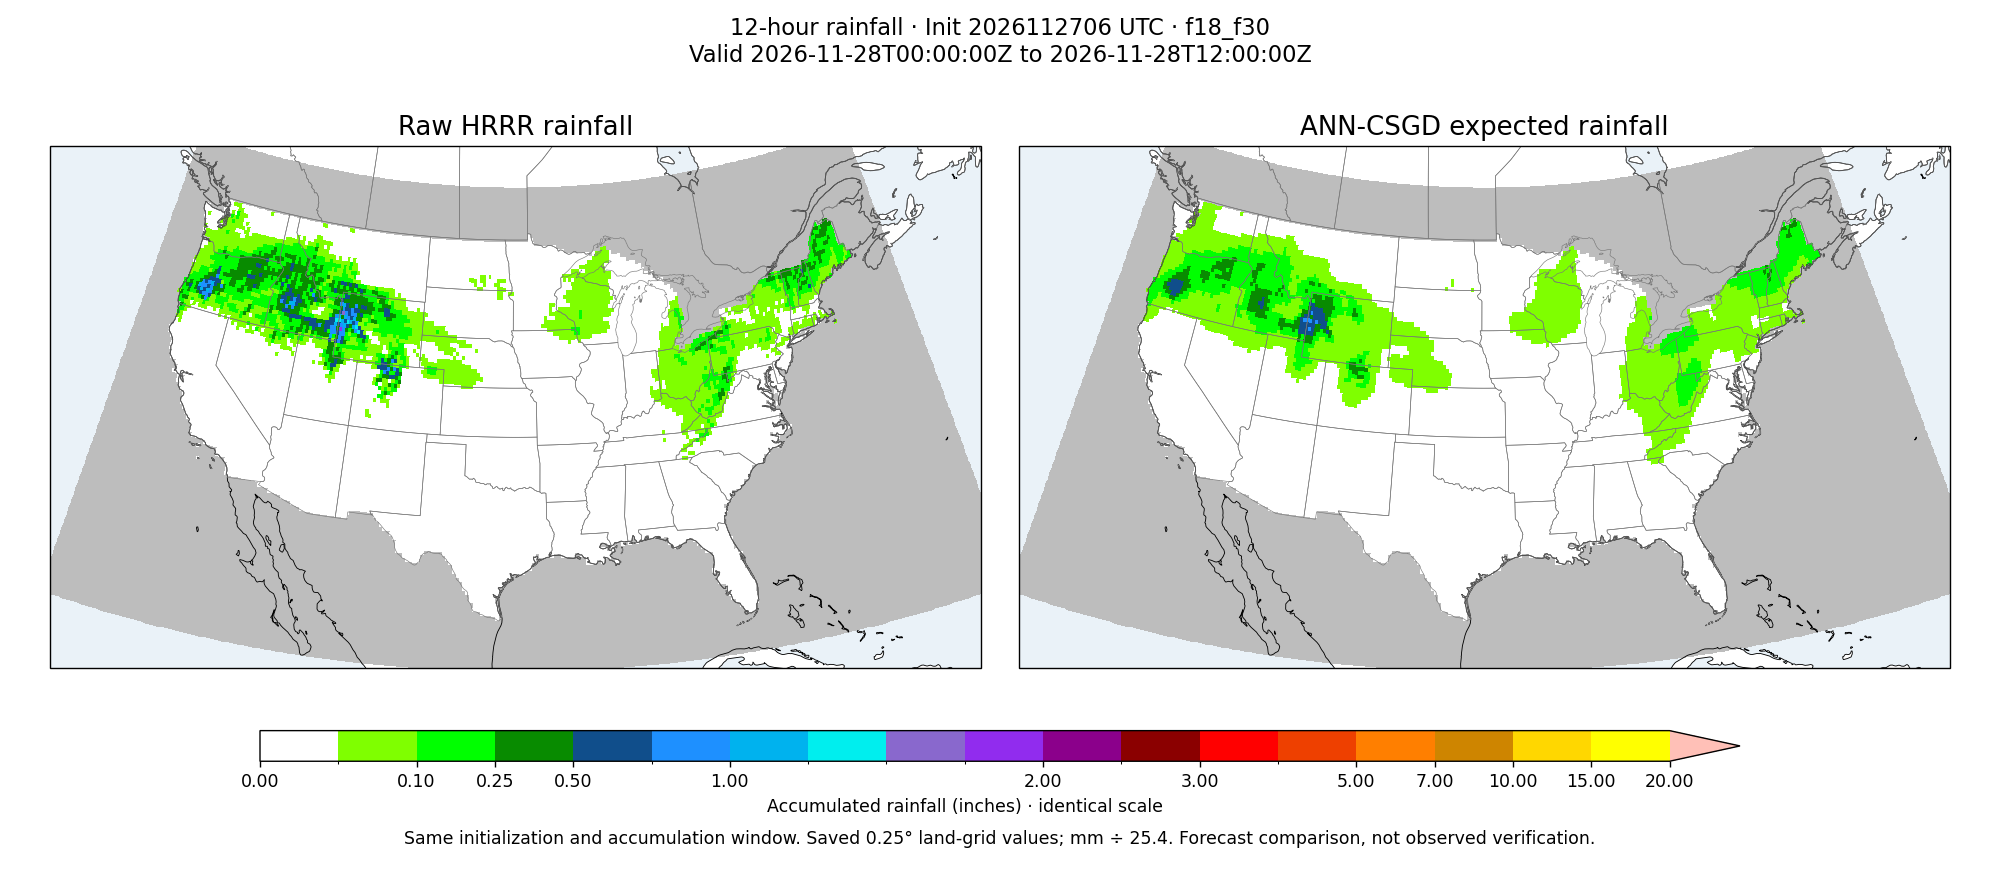 12-hour rainfall · Init 2026112706 UTC · f18_f30
Valid 2026-11-28T00:00:00Z to 2026-11-28T12:00:00Z
Raw HRRR rainfall
ANN-CSGD expected rainfall
0.00 0.10 0.25 0.50 1.00 2.00 3.00 5.00 7.00 10.00 15.00 20.00
Accumulated rainfall (inches) · identical scale
Same initialization and accumulation window. Saved 0.25° land-grid values; mm ÷ 25.4. Forecast comparison, not observed verification.